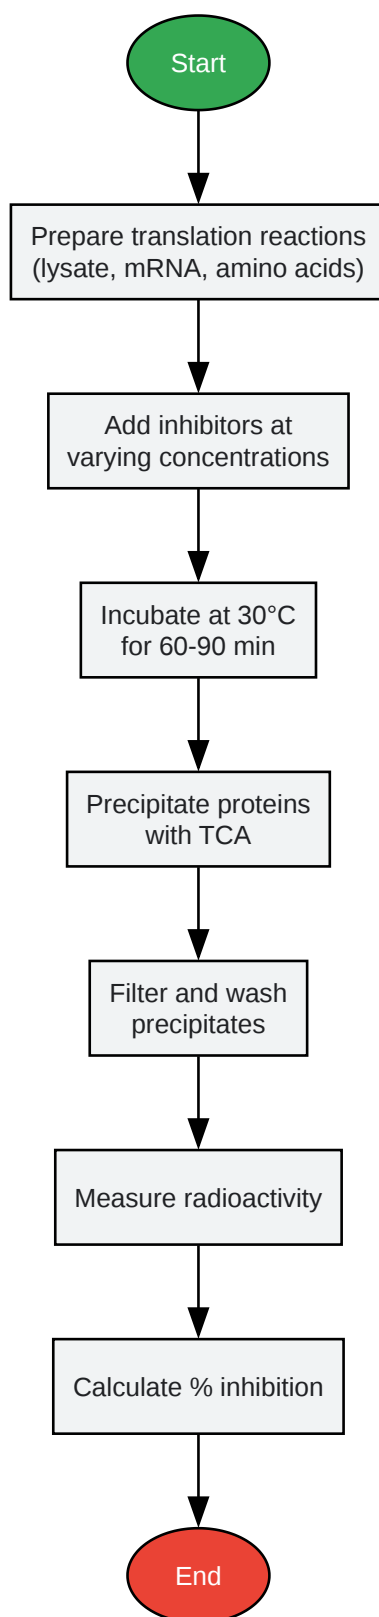 Start
Prepare translation reactions
(lysate, mRNA, amino acids)
Add inhibitors at
varying concentrations
Incubate at 30°C
for 60-90 min
Precipitate proteins
with TCA
Filter and wash
precipitates
Measure radioactivity
Calculate % inhibition
End